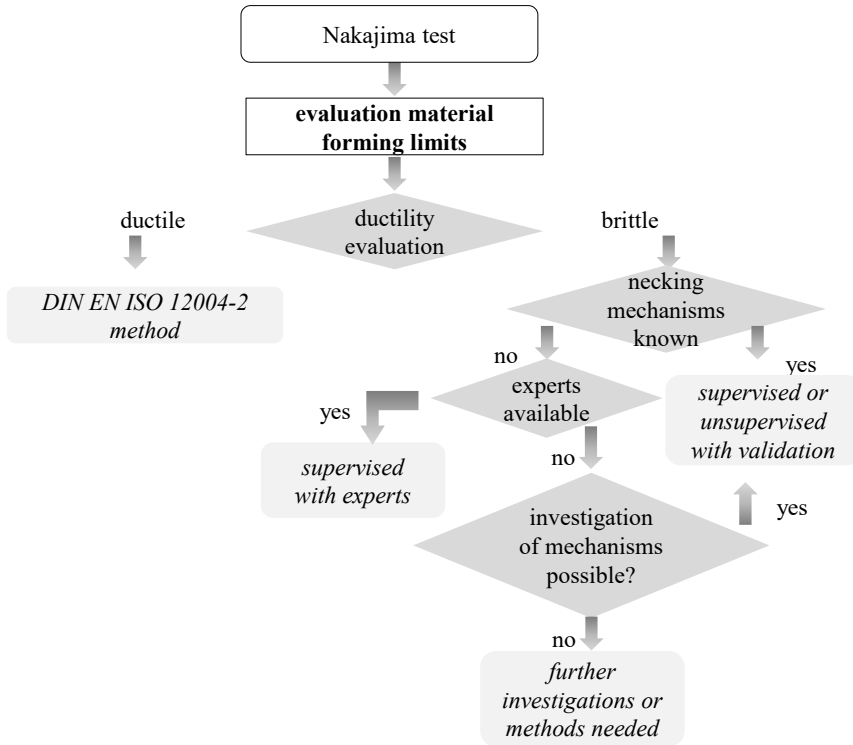 Nakajima test
evaluation material
forming limits
ductile
ductility
evaluation
brittle
DIN EN ISO 12004-2
method
necking
mechanisms
known
no
yes
experts
available
yes
supervised or
unsupervised
with validation
supervised
with experts
no
investigation
of mechanisms
possible?
yes
no
further
investigations or
methods needed